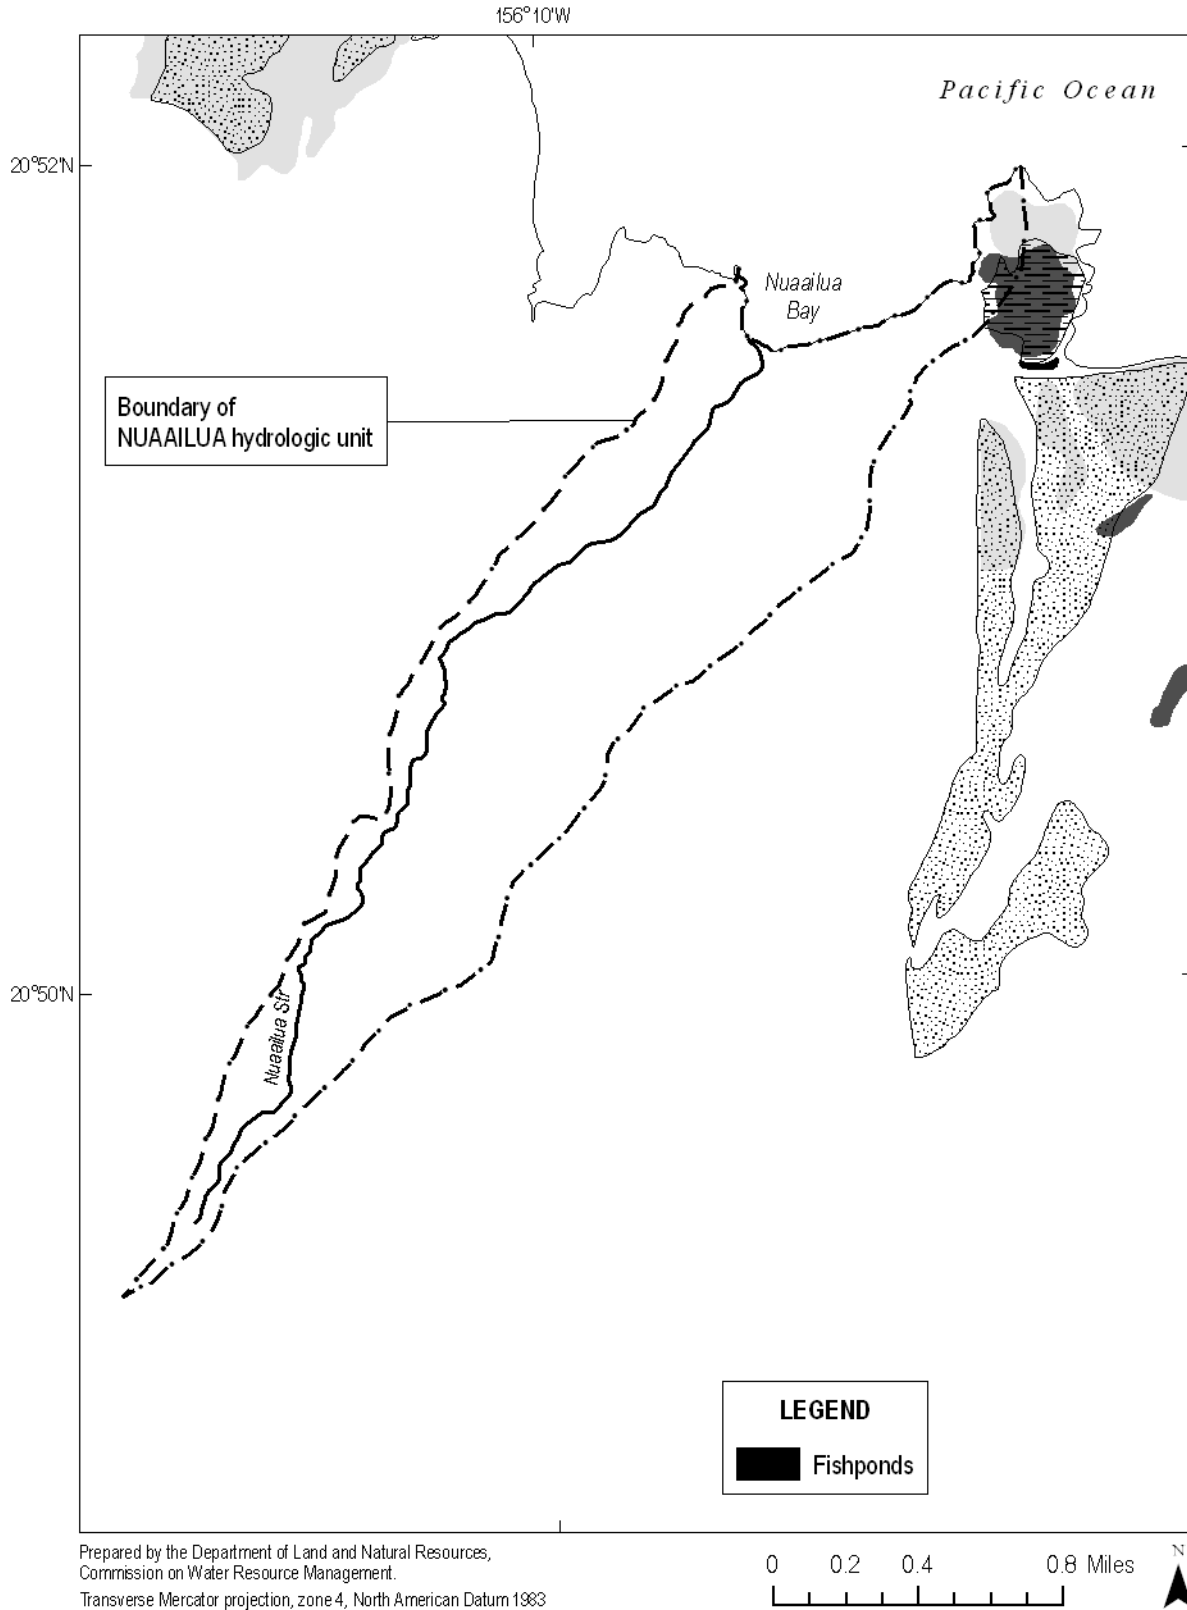 156°10'W
Pacific Ocean
20°52'N
Nuaailua
Bay
Boundary of
NUAAILUA hydrologic unit
20°50'N
Nuaailua Str
LEGEND
Fishponds
Prepared by the Department of Land and Natural Resources,
Commission on Water Resource Management.
Transverse Mercator projection, zone 4, North American Datum 1983
0 0.2 0.4 0.8 Miles
N